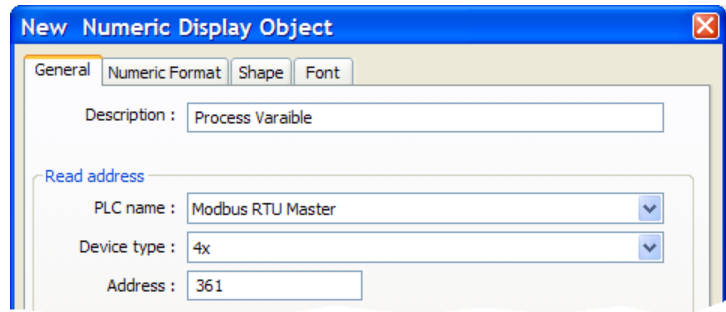 New Numeric Display Object
General Numeric Format Shape Font
Description : Process Varaible
Read address
PLC name : Modbus RTU Master
Device type : 4x
Address : 361